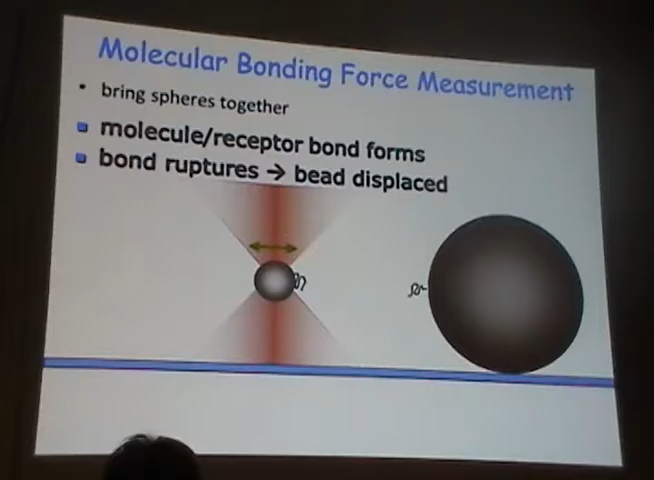 Molecular Bonding Force Measurement
• bring spheres together
molecule/receptor bond forms
bond ruptures → bead displaced